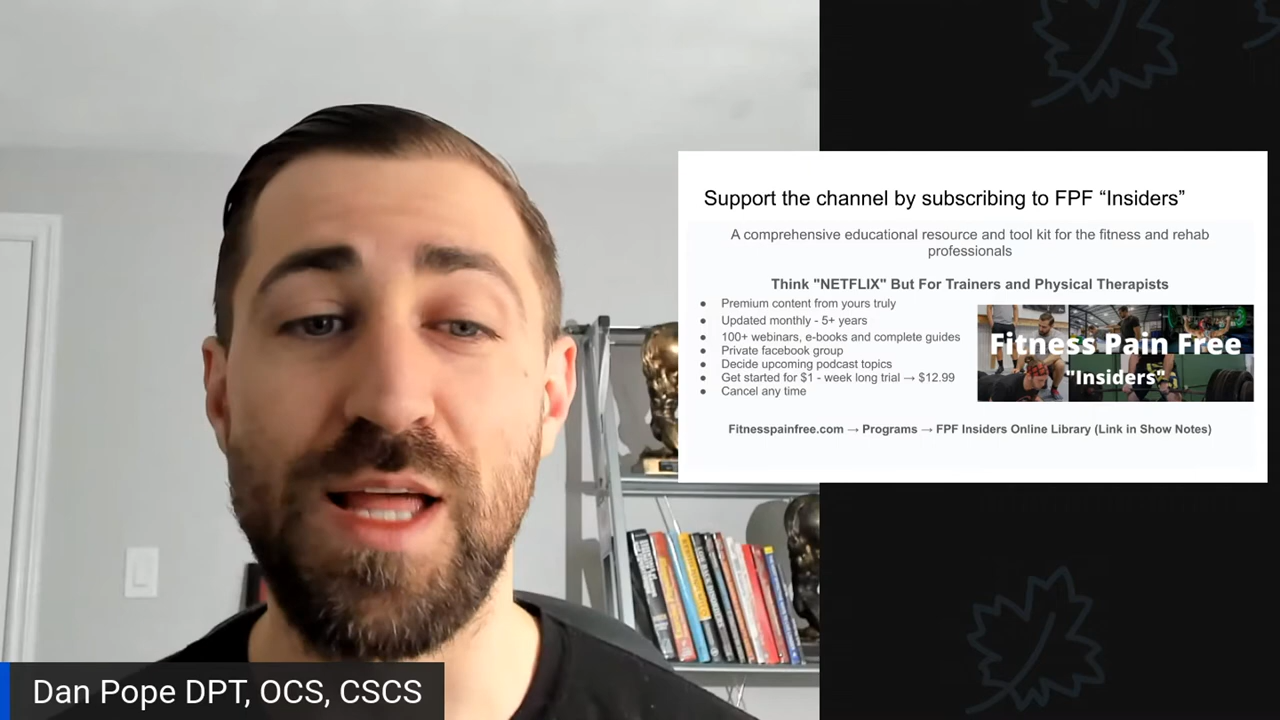 Support the channel by subscribing to FPF “Insiders”
A comprehensive educational resource and tool kit for the fitness and rehab
professionals
Think "NETFLIX" But For Trainers and Physical Therapists
● Premium content from yours truly
● Updated monthly - 5+ years
● 100+ webinars, e-books and complete guides
● Private facebook group
● Decide upcoming podcast topics
● Get started for $1 - week long trial → $12.99
● Cancel any time
Fitness Pain Free
"Insiders"
Fitnesspainfree.com → Programs → FPF Insiders Online Library (Link in Show Notes)
Dan Pope DPT, OCS, CSCS